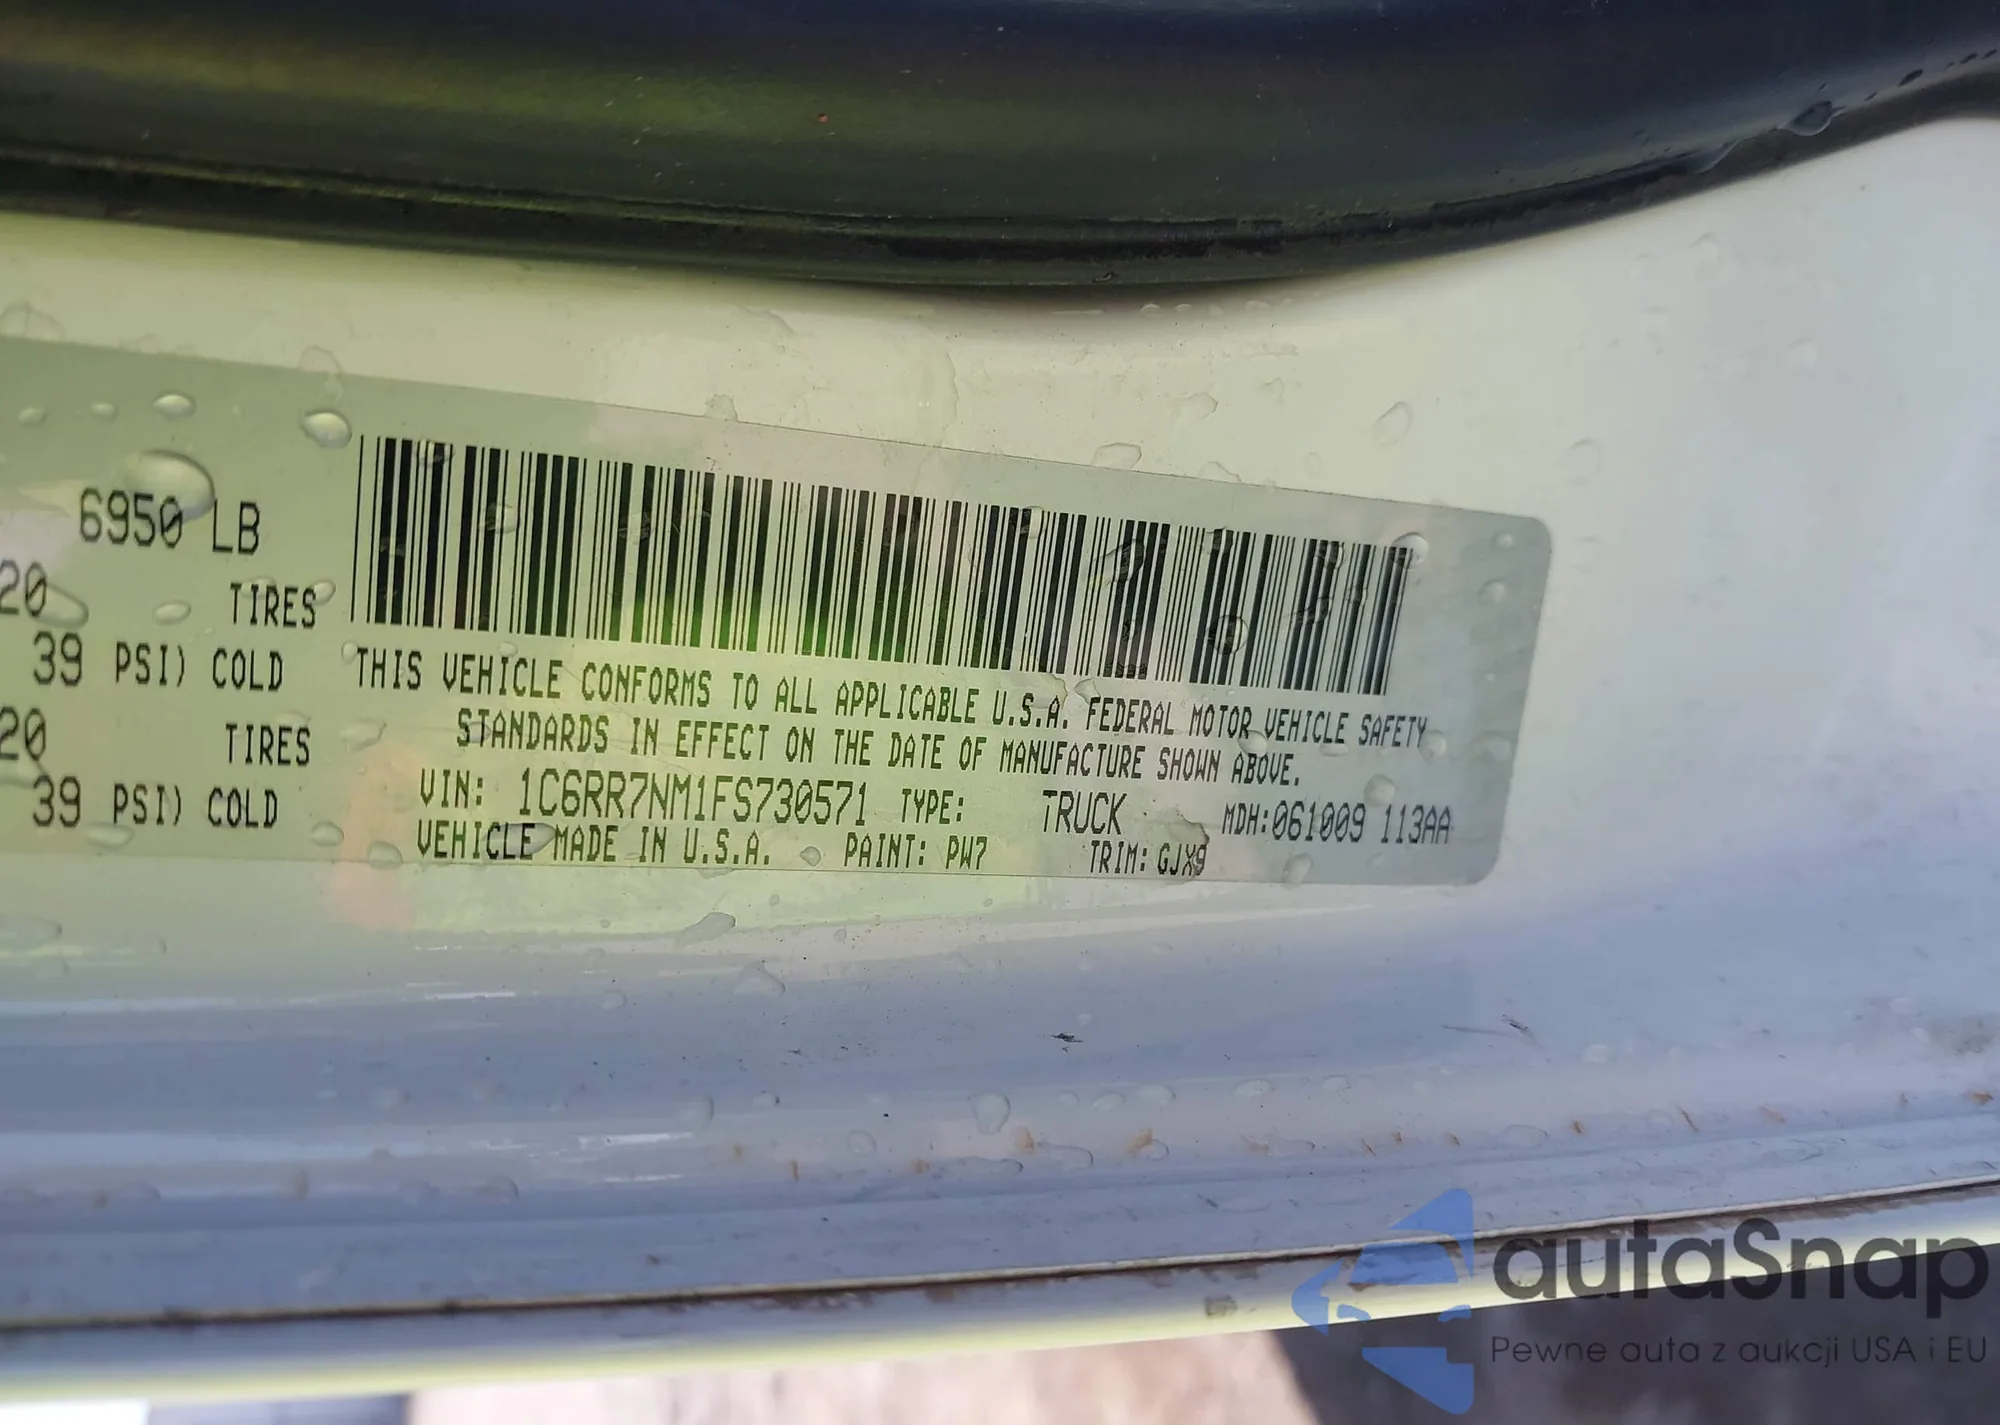 6950 LB
20 TIRES
39 PSI) COLD
20 TIRES
39 PSI) COLD
THIS VEHICLE CONFORMS TO ALL APPLICABLE U.S.A. FEDERAL MOTOR VEHICLE SAFETY
STANDARDS IN EFFECT ON THE DATE OF MANUFACTURE SHOWN ABOVE.
VIN: 1C6RR7NM1FS730571 TYPE: TRUCK MDH:061009 113AA
VEHICLE MADE IN U.S.A. PAINT: PW7 TRIM: GJX9
autaSnap
Pewne auta z aukcji USA i EU